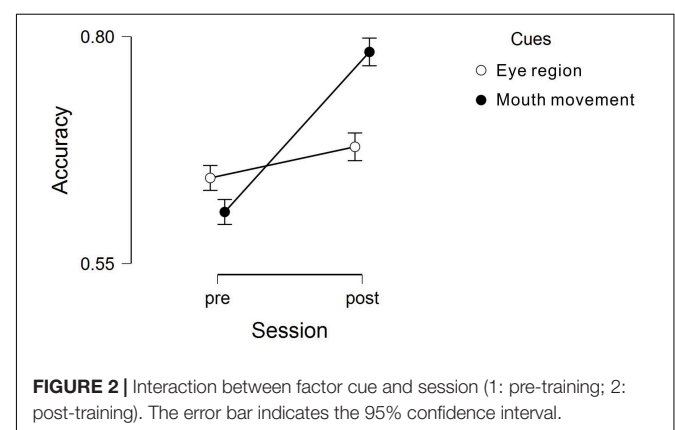 0.80
0.55
Accuracy
pre post
Session
Cues
Eye region
Mouth movement
FIGURE 2 | Interaction between factor cue and session (1: pre-training; 2:
post-training). The error bar indicates the 95% confidence interval.